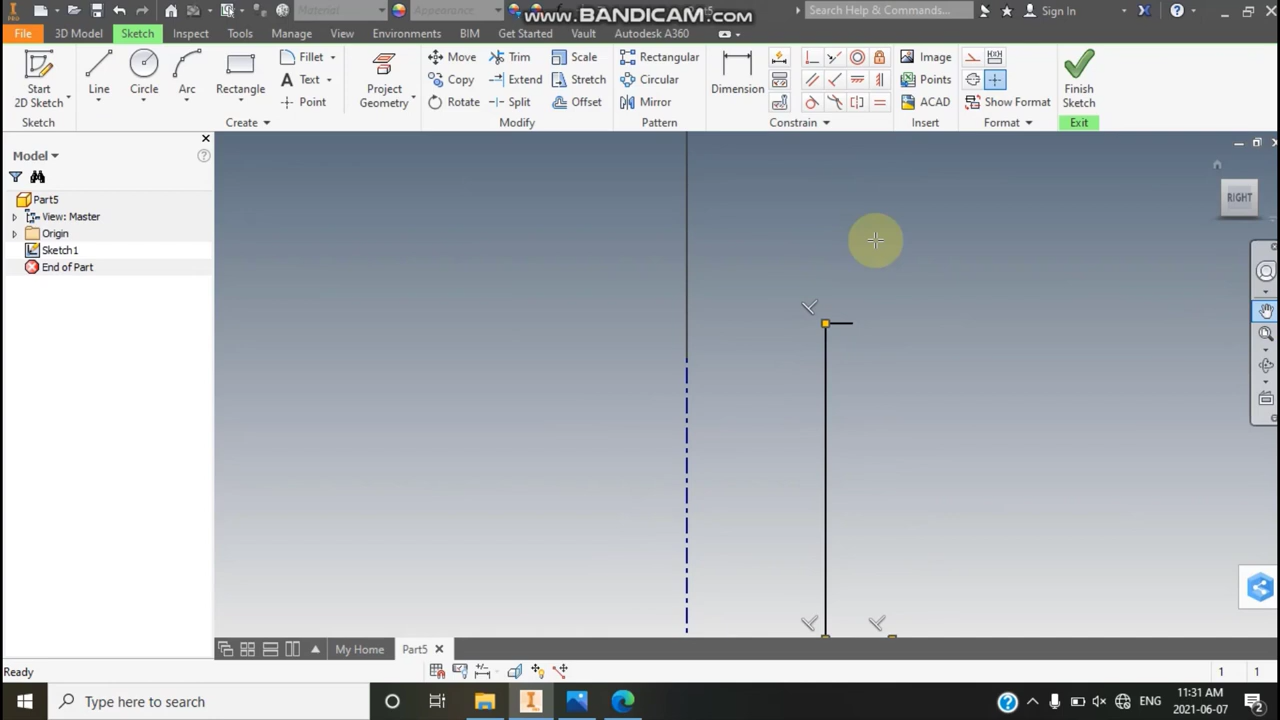 Material
Appearance
WWW.BANDICAM.COM
Search Help & Commands...
Sign In
PRO
File
3D Model
Sketch
Inspect
Tools
Manage
View
Environments
BIM
Get Started
Vault
Autodesk A360
Start
2D Sketch
Line
Circle
Arc
Rectangle
Fillet
Text
Point
Project
Geometry
Move
Trim
Scale
Copy
Extend
Stretch
Rotate
Split
Offset
Rectangular
Circular
Mirror
Dimension
Image
Points
ACAD
Show Format
Finish
Sketch
Sketch
Create
Modify
Pattern
Constrain
Insert
Format
Exit
Model
Part5
View: Master
Origin
Sketch1
End of Part
RIGHT
My Home
Part5
Ready
1
1
Type here to search
ENG
11:31 AM
2021-06-07
2